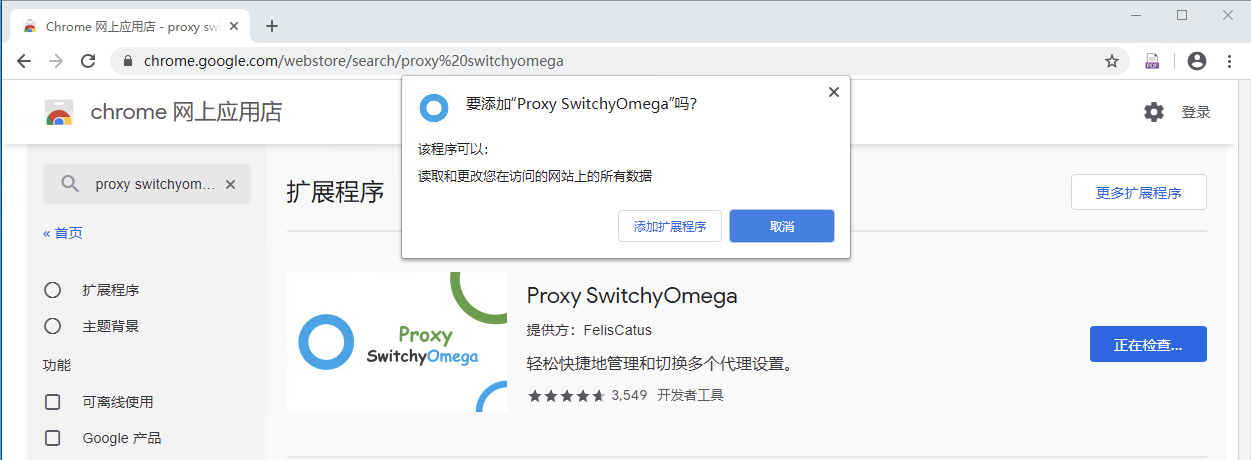 Chrome 网上应用店 - proxy swi
chrome.google.com/webstore/search/proxy%20switchyomega
PDF
chrome 网上应用店
登录
要添加“Proxy SwitchyOmega”吗?
该程序可以:
读取和更改您在访问的网站上的所有数据
添加扩展程序
取消
proxy switchyom...
« 首页
扩展程序
主题背景
功能
可离线使用
Google 产品
扩展程序
更多扩展程序
Proxy
SwitchyOmega
Proxy SwitchyOmega
提供方：FelisCatus
轻松快捷地管理和切换多个代理设置。
3,549 开发者工具
正在检查...